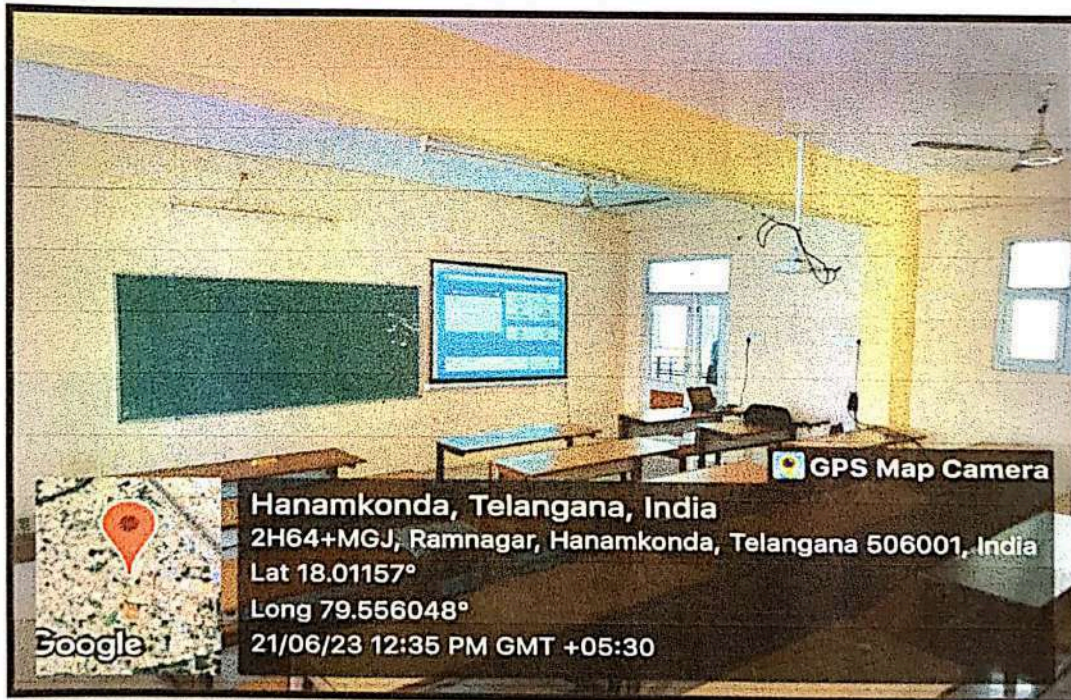 GPS Map Camera
Hanamkonda, Telangana, India
2H64+MGJ, Ramnagar, Hanamkonda, Telangana 506001, India
Lat 18.01157°
Long 79.556048°
21/06/23 12:35 PM GMT +05:30
Google